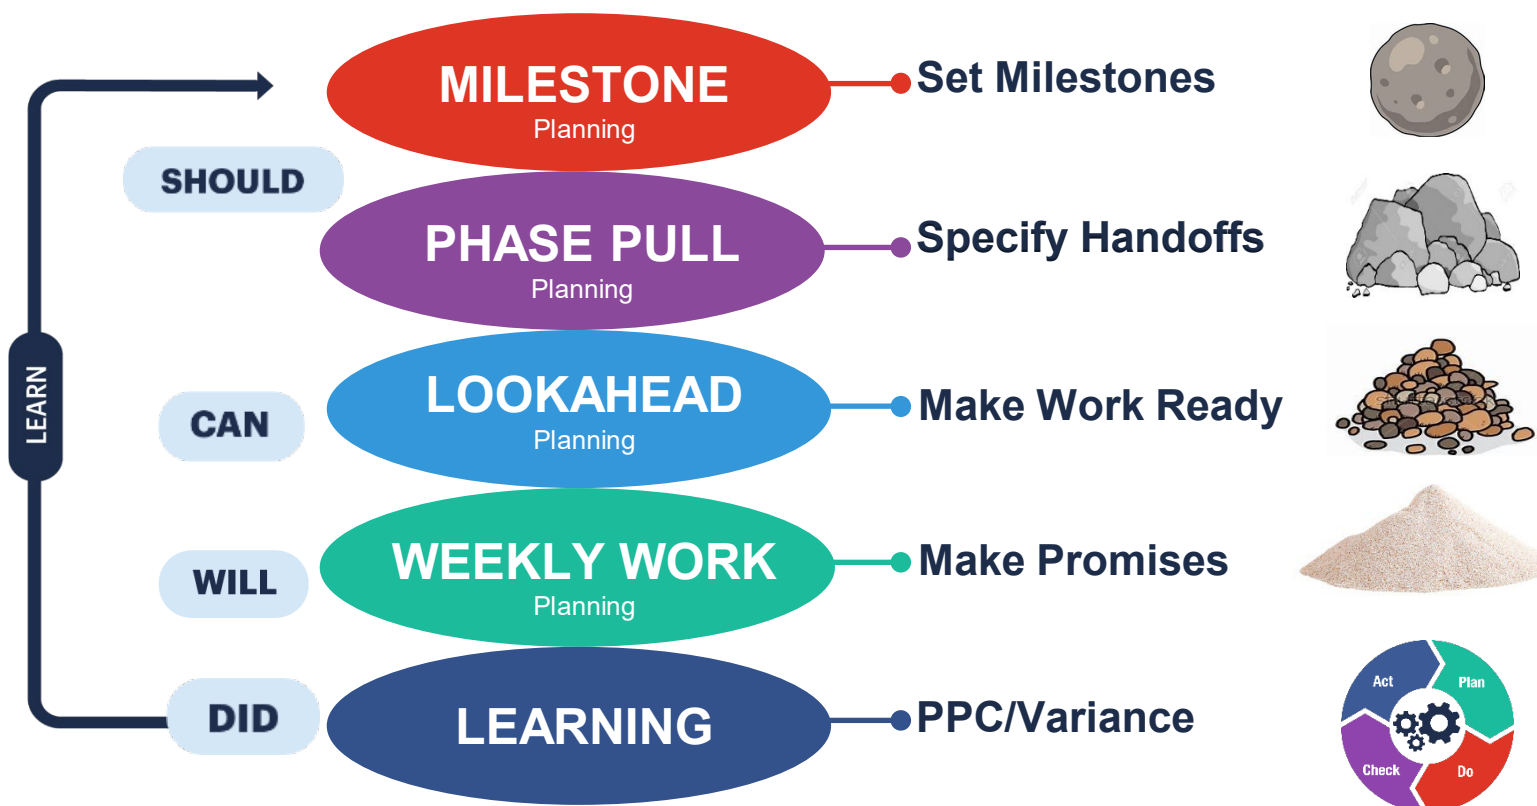 MILESTONE
Planning
Set Milestones
SHOULD
PHASE PULL
Planning
Specify Handoffs
LEARN
CAN
LOOKAHEAD
Planning
Make Work Ready
WILL
WEEKLY WORK
Planning
Make Promises
DID
LEARNING
PPC/Variance
Act
Plan
Check
Do